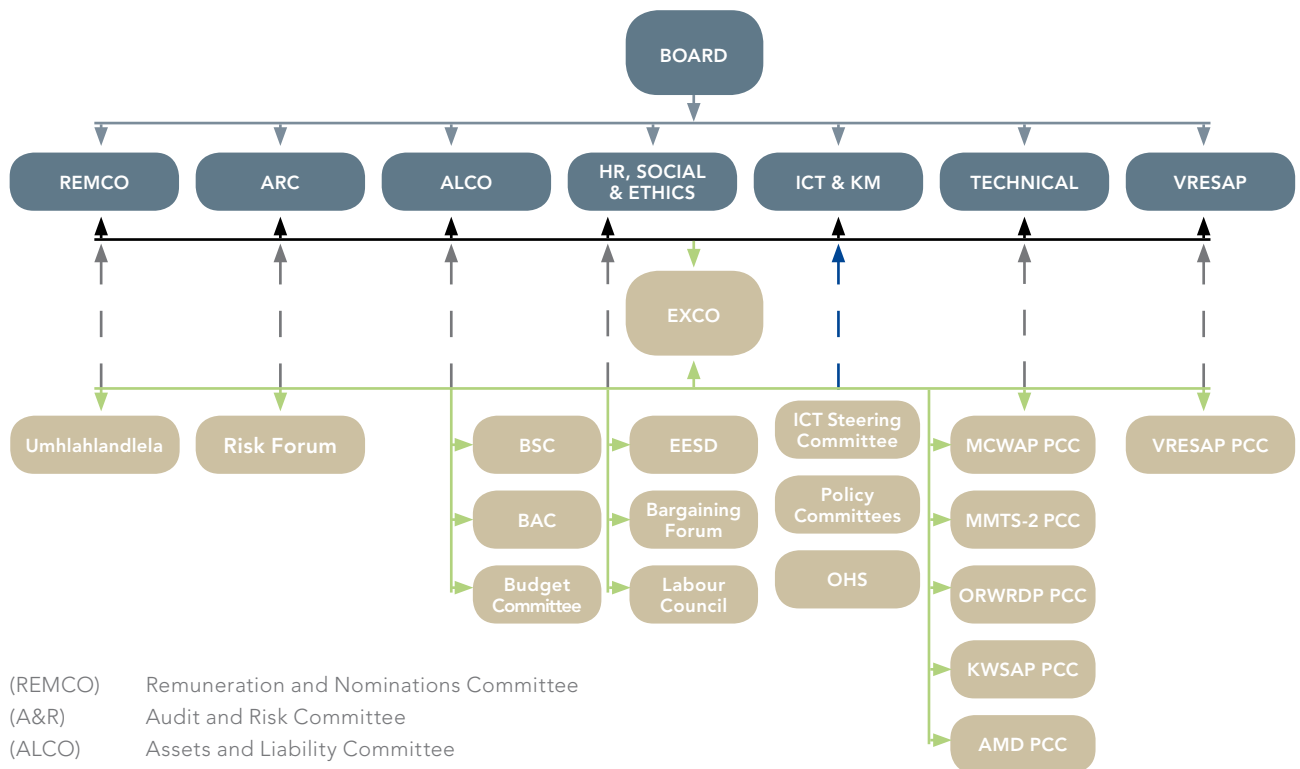 BOARD
REMCO
ARC
ALCO
HR, SOCIAL
& ETHICS
ICT & KM
TECHNICAL
VRESAP
EXCO
Umhlahlandlela
Risk Forum
BSC
EESD
ICT Steering
Committee
MCWAP PCC
VRESAP PCC
BAC
Bargaining
Forum
Policy
Committees
MMTS-2 PCC
Budget
Committee
Labour
Council
OHS
ORWRDP PCC
KWSAP PCC
AMD PCC
(REMCO) Remuneration and Nominations Committee
(A&R) Audit and Risk Committee
(ALCO) Assets and Liability Committee